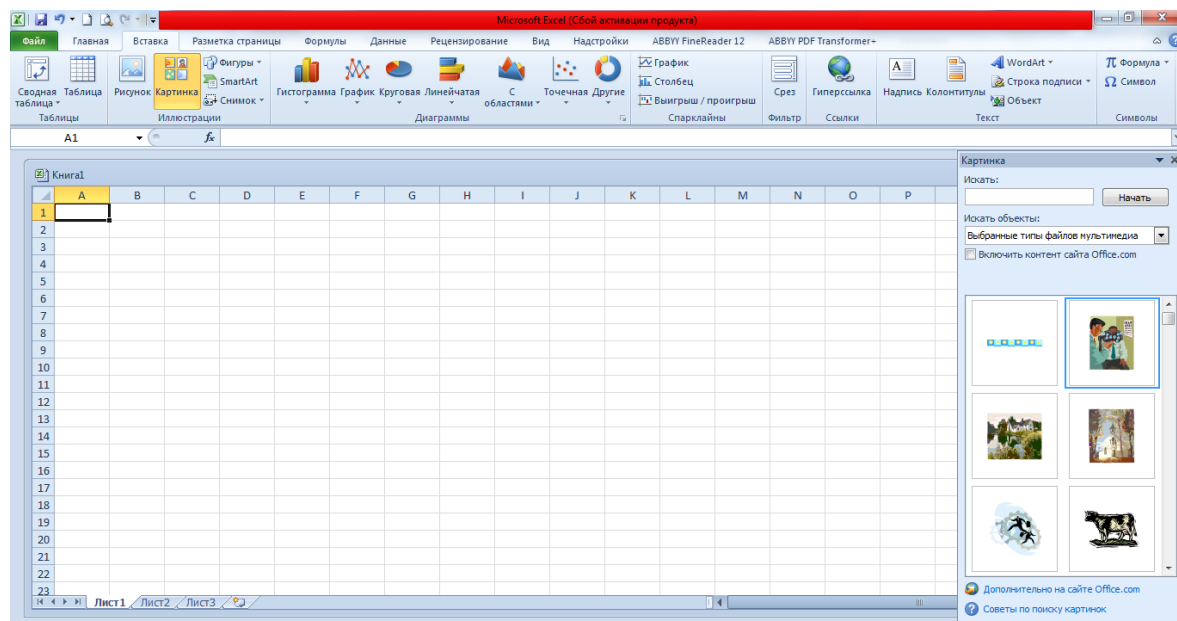 Microsoft Excel (Сбой активации продукта)
Файл Главная Вставка Разметка страницы Формулы Данные Рецензирование Вид Надстройки ABBYY FineReader 12 ABBYY PDF Transformer+
Сводная таблица Таблица Рисунок Картинка Фигуры SmartArt Снимок Гистограмма График Круговая Линейчатая С областями Точечная Другие График Столбец Выигрыш / проигрыш Срез Гиперссылка Надпись Колонтитулы WordArt Строка подписи Объект Формула Символ
Таблицы Иллюстрации Диаграммы Спарклайны Фильтр Ссылки Текст Символы
A1 fx
Книга1
A B C D E F G H I J K L M N O P
1
2
3
4
5
6
7
8
9
10
11
12
13
14
15
16
17
18
19
20
21
22
23
Лист1 Лист2 Лист3
Картинка
Искать:
Начать
Искать объекты:
Выбранные типы файлов мультимедиа
Включить контент сайта Office.com
Дополнительно на сайте Office.com
Советы по поиску картинок